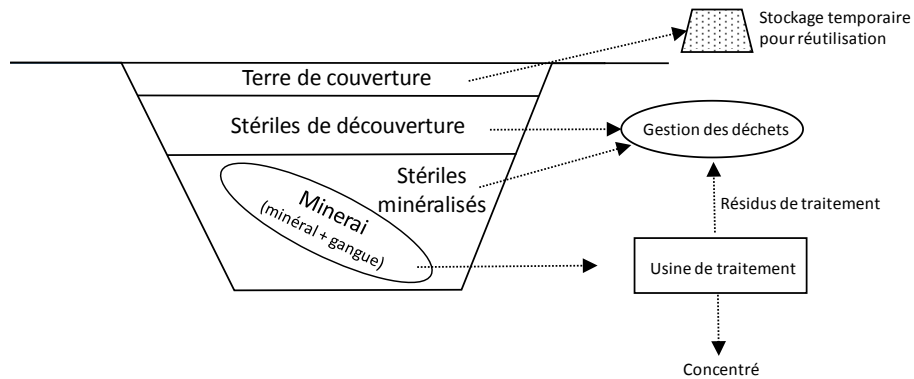 Stockage temporaire
pour réutilisation
Terre de couverture
Stériles de découverture
Gestion des déchets
Stériles
minéralisés
Minerai
(minéral + gangue)
Résidus de traitement
Usine de traitement
Concentré